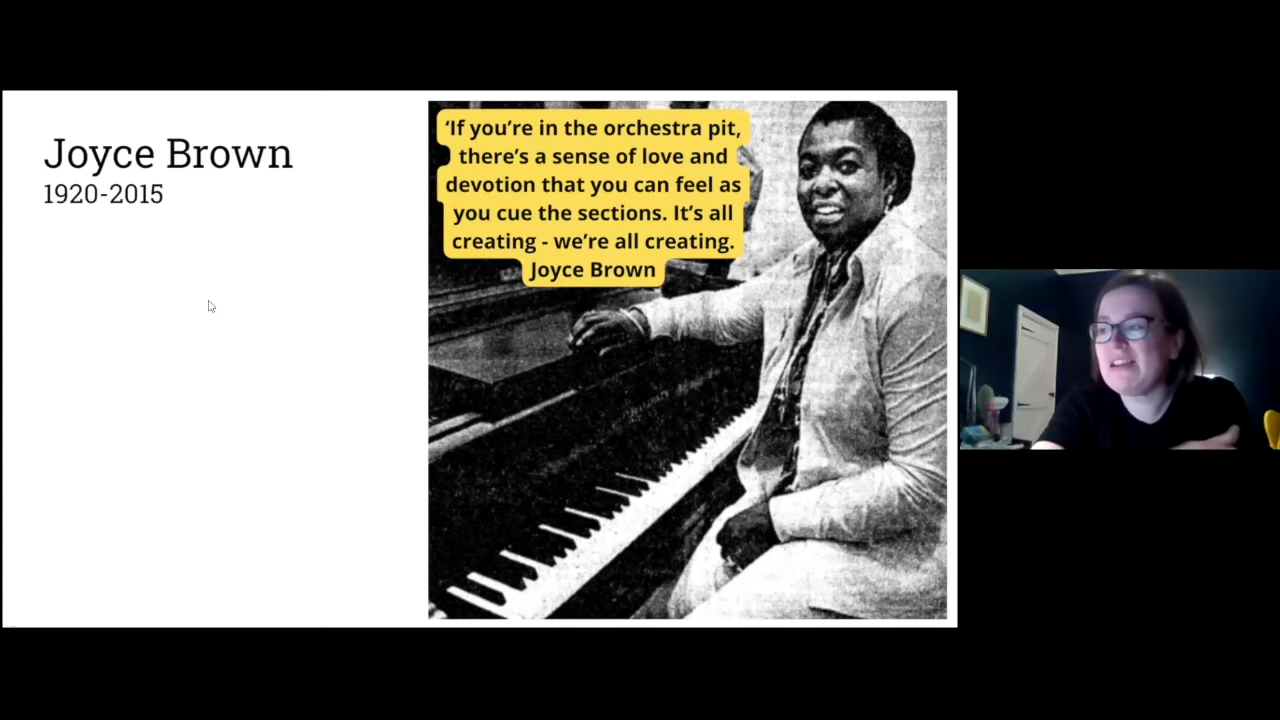 Joyce Brown
1920-2015
‘If you’re in the orchestra pit,
there’s a sense of love and
devotion that you can feel as
you cue the sections. It’s all
creating - we’re all creating.
Joyce Brown